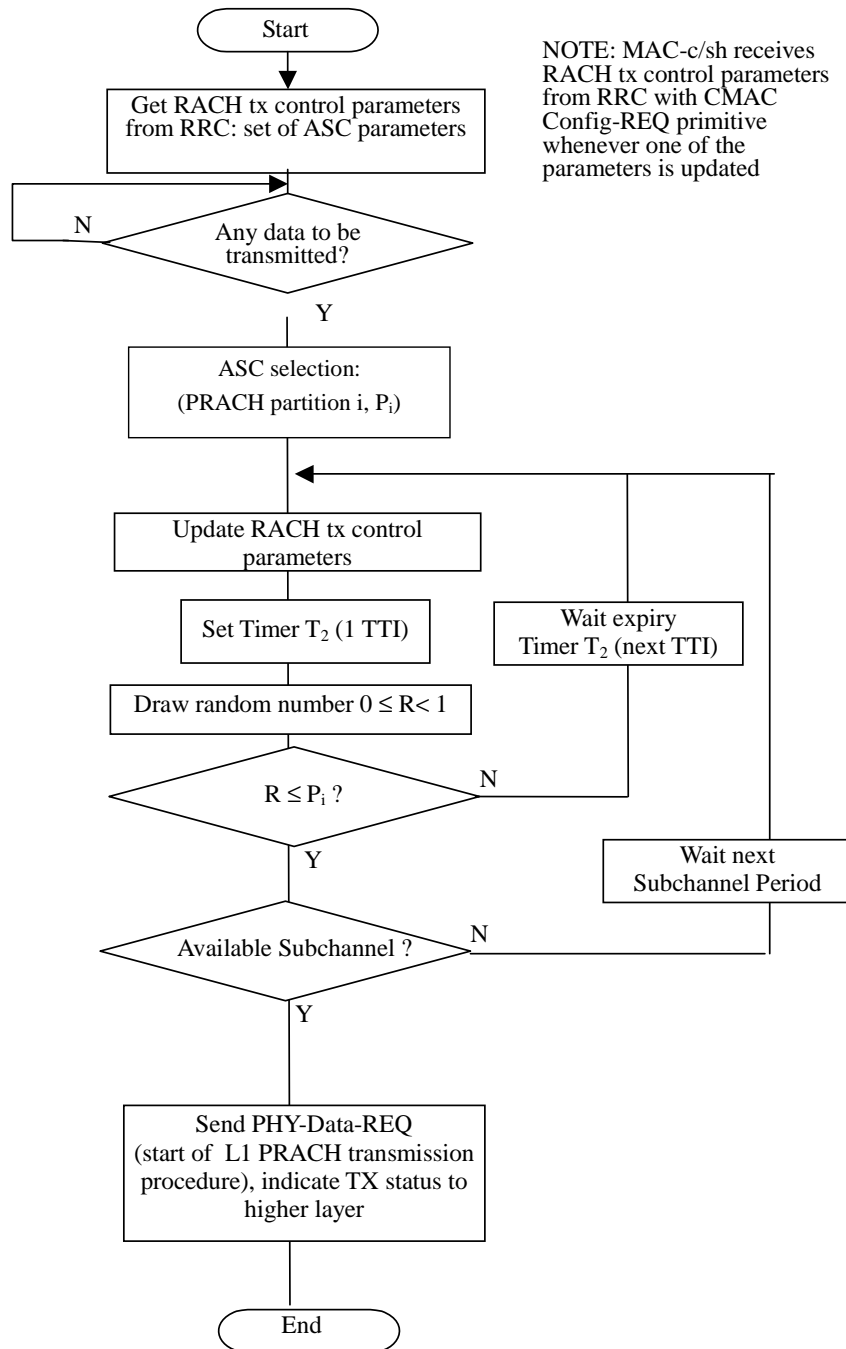 Start
NOTE: MAC-c/sh receives
RACH tx control parameters
from RRC with CMAC
Config-REQ primitive
whenever one of the
parameters is updated
Get RACH tx control parameters
from RRC: set of ASC parameters
N
Any data to be
transmitted?
Y
ASC selection:
(PRACH partition i, Pi)
Update RACH tx control
parameters
Set Timer T2 (1 TTI)
Wait expiry
Timer T2 (next TTI)
Draw random number 0 ≤ R< 1
R ≤ Pi ?
N
Y
Wait next
Subchannel Period
Available Subchannel ?
N
Y
Send PHY-Data-REQ
(start of L1 PRACH transmission
procedure), indicate TX status to
higher layer
End